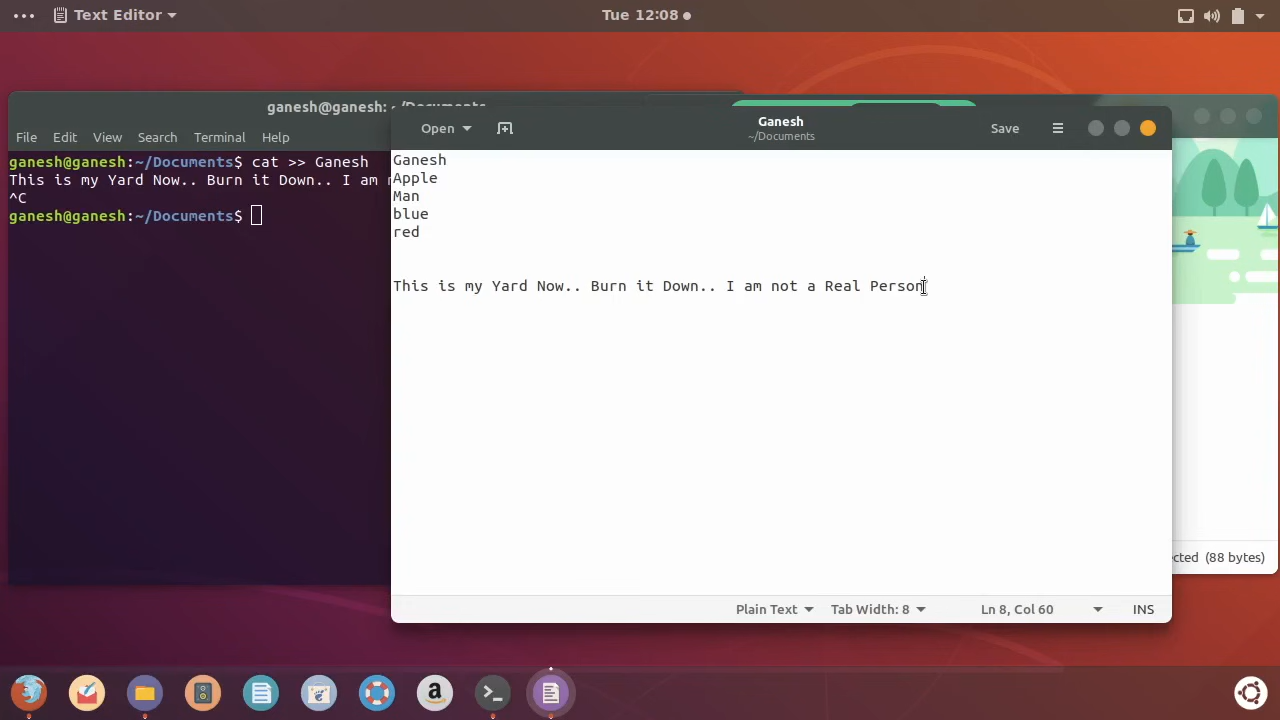 Text Editor
Tue 12:08
ganesh@ganesh: ~/Documents
File Edit View Search Terminal Help
ganesh@ganesh:~/Documents$ cat >> Ganesh
This is my Yard Now.. Burn it Down.. I am
^C
ganesh@ganesh:~/Documents$
Open
Ganesh
~/Documents
Save
Ganesh
Apple
Man
blue
red
This is my Yard Now.. Burn it Down.. I am not a Real Person
Plain Text
Tab Width: 8
Ln 8, Col 60
INS
(88 bytes)